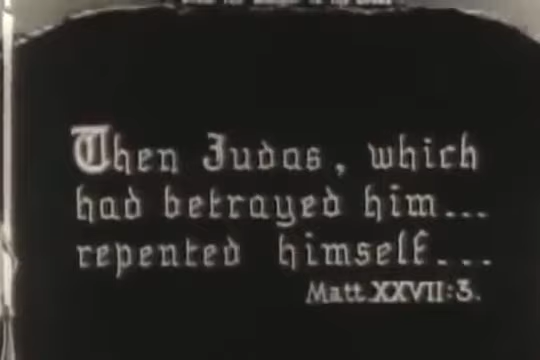 Then Judas, which
had betrayed him...
repented himself...
Matt. XXVII:3.